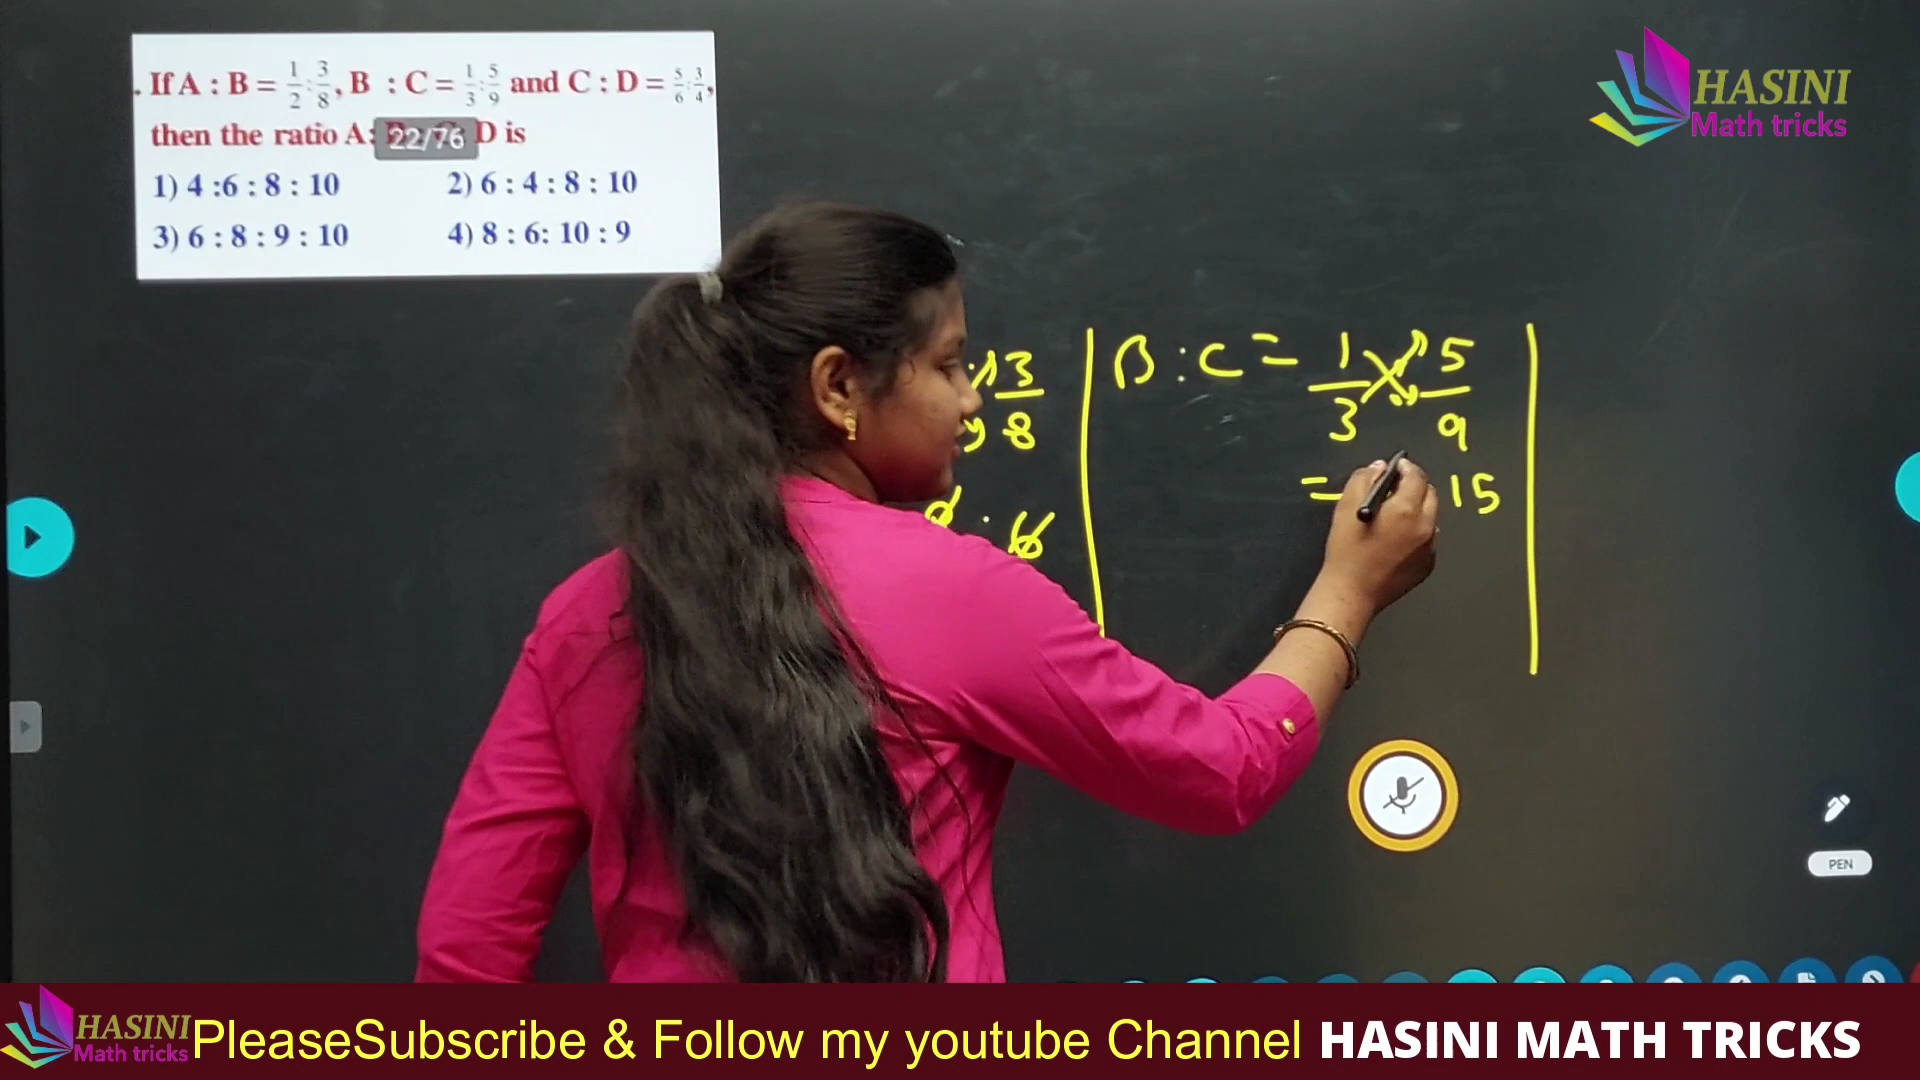 . If A : B = 1/2 : 3/8, B : C = 1/3 : 5/9 and C : D = 5/6 : 3/4,
then the ratio A: D is
22/76
1) 4 :6 : 8 : 10 2) 6 : 4 : 8 : 10
3) 6 : 8 : 9 : 10 4) 8 : 6: 10 : 9
HASINI
Math tricks
3/8
: 6
B : C = 1/3 5/9
= 15
PEN
HASINI
Math tricks
PleaseSubscribe & Follow my youtube Channel HASINI MATH TRICKS